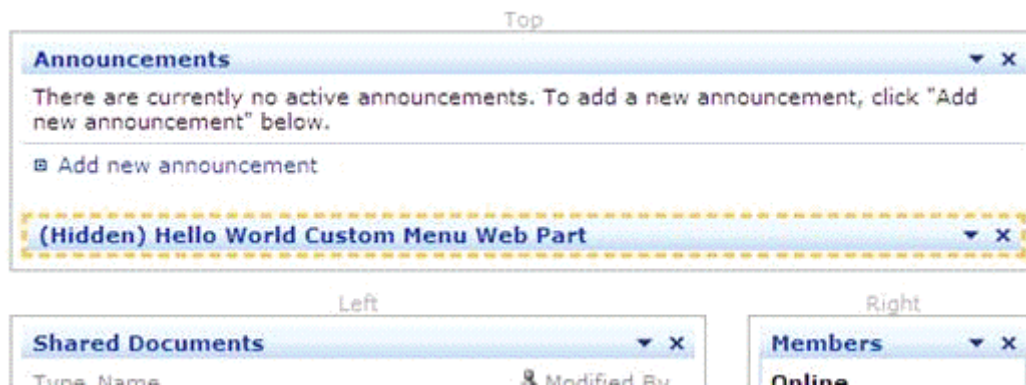 Top
Announcements
There are currently no active announcements. To add a new announcement, click "Add
new announcement" below.
Add new announcement
(Hidden) Hello World Custom Menu Web Part
Left
Right
Shared Documents
Members
Type Name
Modified By
Online